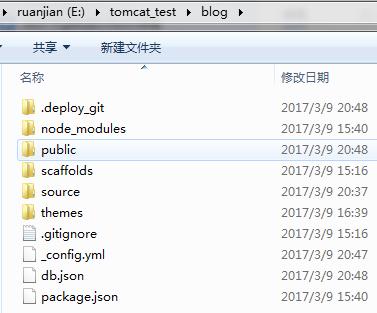 ruanjian (E:) tomcat_test blog
共享 新建文件夹
名称 修改日期
.deploy_git 2017/3/9 20:48
node_modules 2017/3/9 15:40
public 2017/3/9 20:48
scaffolds 2017/3/9 15:16
source 2017/3/9 20:37
themes 2017/3/9 16:39
.gitignore 2017/3/9 15:16
_config.yml 2017/3/9 20:47
db.json 2017/3/9 20:48
package.json 2017/3/9 15:40